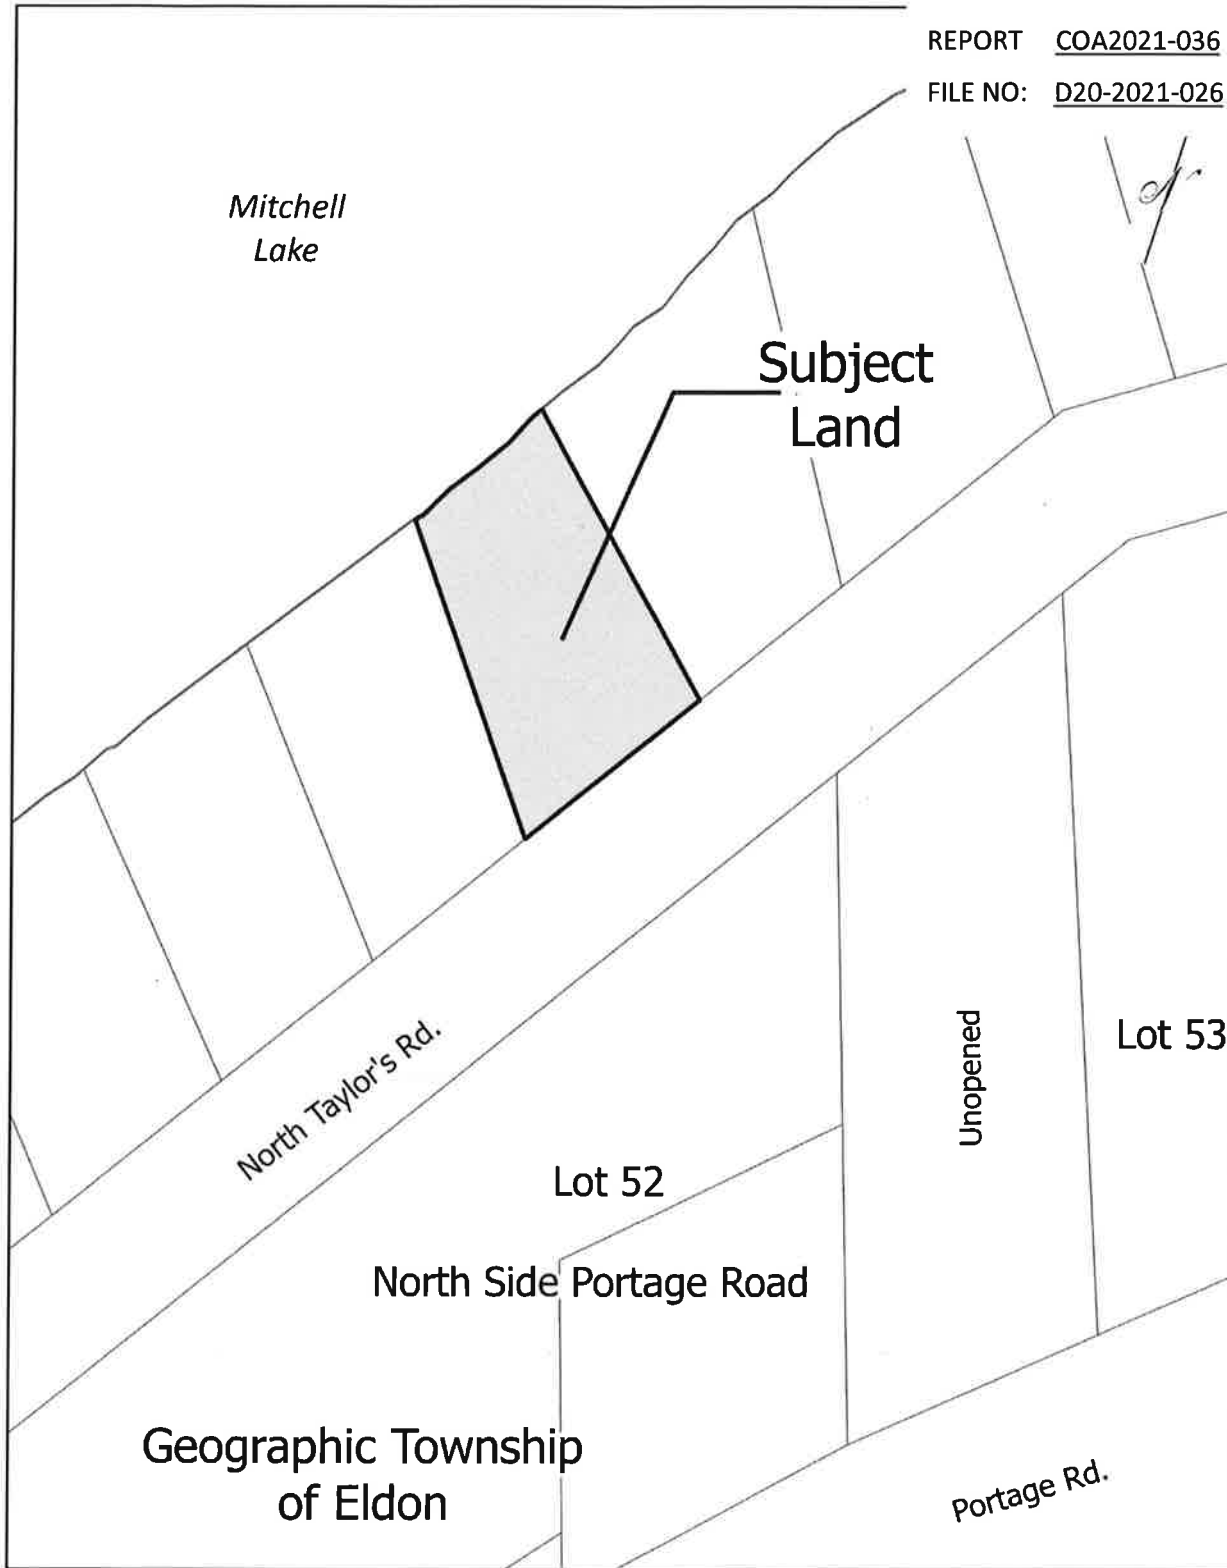 REPORT COA2021-036
FILE NO: D20-2021-026
Mitchell
Lake
Subject
Land
North Taylor's Rd.
Unopened
Lot 53
Lot 52
North Side Portage Road
Geographic Township
of Eldon
Portage Rd.